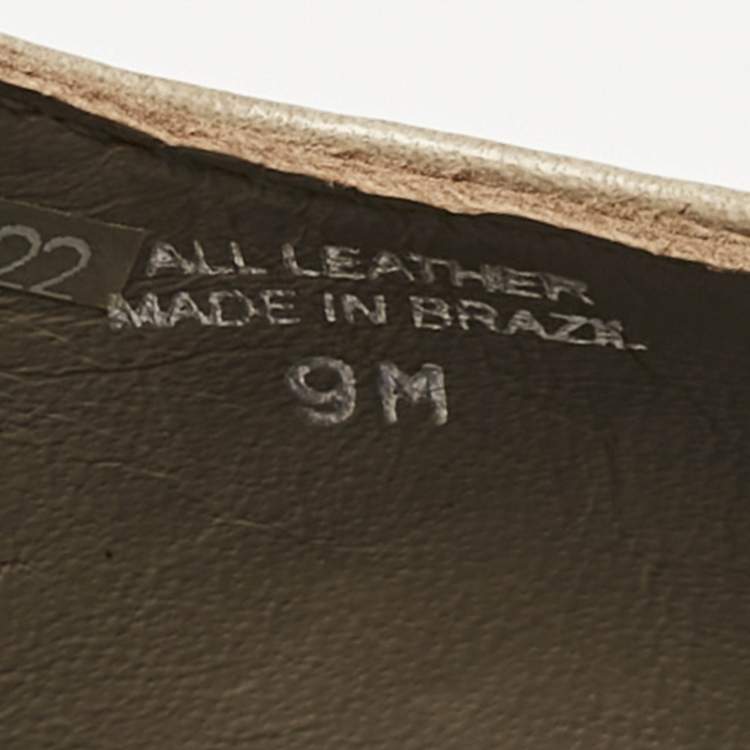 22
ALL LEATHER
MADE IN BRAZIL
9M